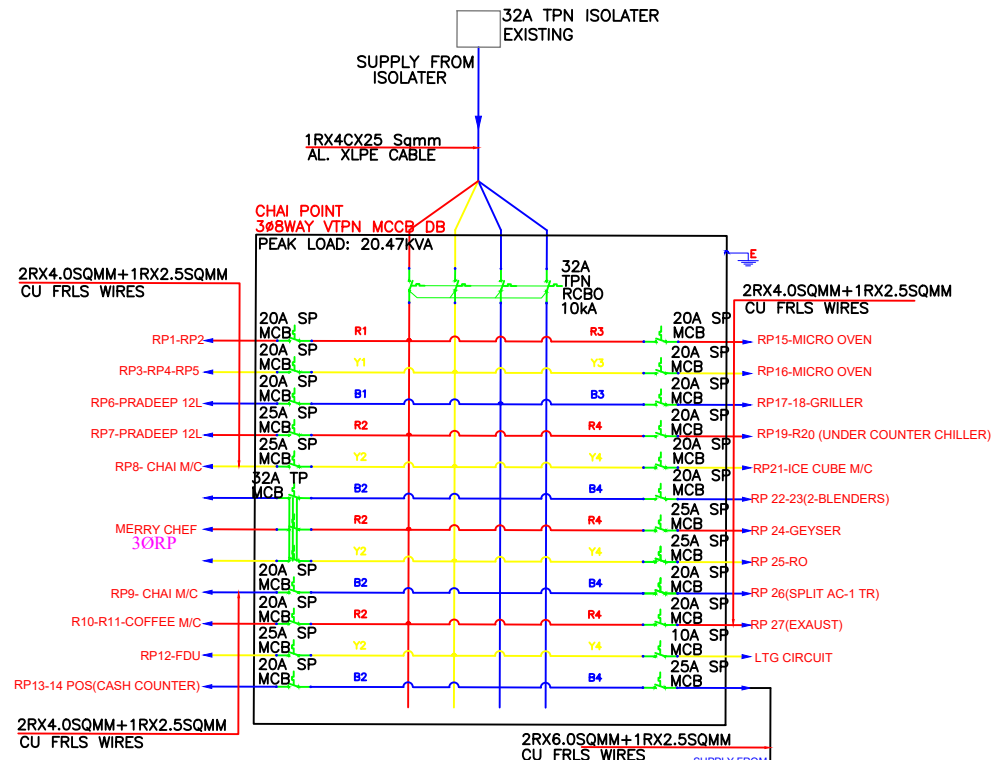 32A TPN ISOLATER
EXISTING
SUPPLY FROM
ISOLATER
1RX4CX25 Sqmm
AL. XLPE CABLE
CHAI POINT
3ø8WAY VTPN MCCB DB
PEAK LOAD: 20.47KVA
E
32A
TPN
RCBO
10kA
2RX4.0SQMM+1RX2.5SQMM
CU FRLS WIRES
2RX4.0SQMM+1RX2.5SQMM
CU FRLS WIRES
RP1-RP2
20A SP
MCB
R1
R3
20A SP
MCB
RP15-MICRO OVEN
RP3-RP4-RP5
20A SP
MCB
Y1
Y3
20A SP
MCB
RP16-MICRO OVEN
RP6-PRADEEP 12L
20A SP
MCB
B1
B3
20A SP
MCB
RP17-18-GRILLER
RP7-PRADEEP 12L
25A SP
MCB
R2
R4
20A SP
MCB
RP19-R20 (UNDER COUNTER CHILLER)
RP8- CHAI M/C
25A SP
MCB
Y2
Y4
20A SP
MCB
RP21-ICE CUBE M/C
32A TP
MCB
B2
B4
20A SP
MCB
RP 22-23(2-BLENDERS)
MERRY CHEF
3ØRP
R2
R4
25A SP
MCB
RP 24-GEYSER
Y2
Y4
25A SP
MCB
RP 25-RO
RP9- CHAI M/C
20A SP
MCB
B2
B4
20A SP
MCB
RP 26(SPLIT AC-1 TR)
R10-R11-COFFEE M/C
20A SP
MCB
R2
R4
20A SP
MCB
RP 27(EXAUST)
RP12-FDU
25A SP
MCB
Y2
Y4
10A SP
MCB
LTG CIRCUIT
RP13-14 POS(CASH COUNTER)
20A SP
MCB
B2
B4
25A SP
MCB
2RX4.0SQMM+1RX2.5SQMM
CU FRLS WIRES
2RX6.0SQMM+1RX2.5SQMM
CU FRLS WIRES
SUPPLY FROM